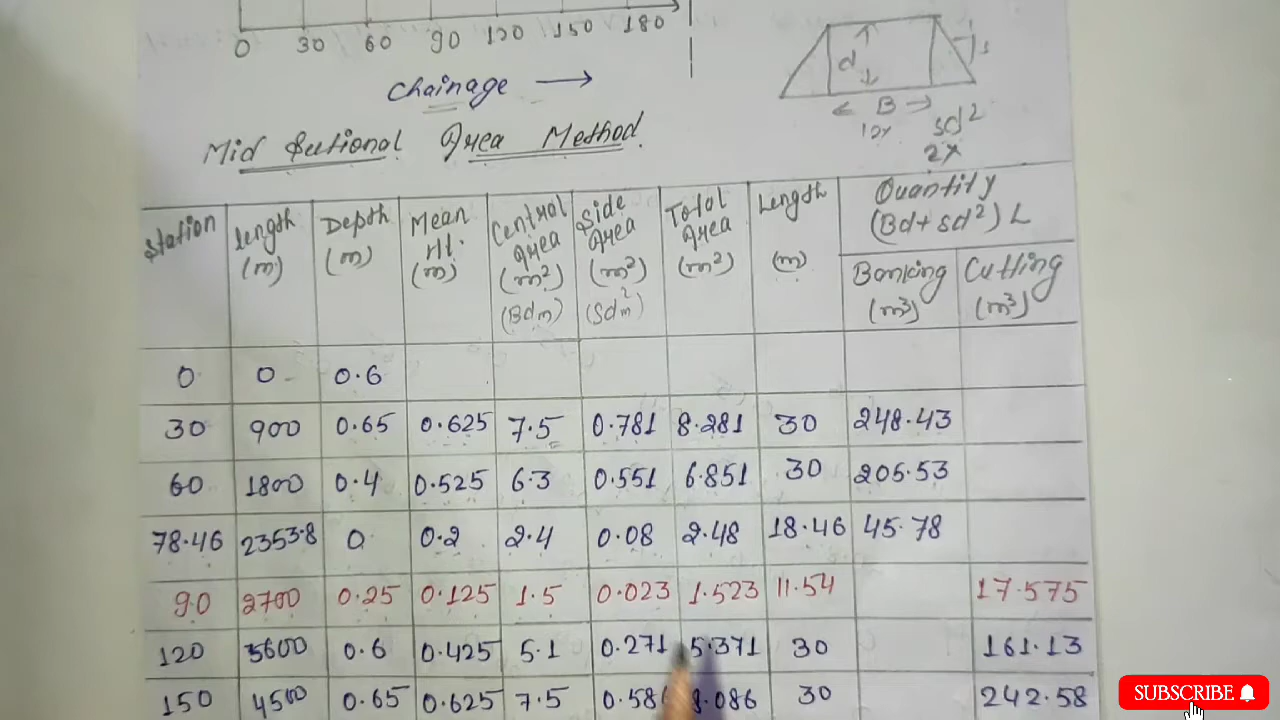 0 30 60 90 120 150 180
Chainage
d
B
12x
sd²
2x
Mid Sectional Area Method
Station length (m) Depth (m) Mean Ht. (m) Central Area (m²) (Bdm) Side Area (m²) (Sdm²) Total Area (m²) Length (m) Quantity (Bd+sd²) L
Banking (m³) Cutting (m³)
0 0 0.6
30 900 0.65 0.625 7.5 0.781 8.281 30 248.43
60 1800 0.4 0.525 6.3 0.551 6.851 30 205.53
78.46 2353.8 0 0.2 2.4 0.08 2.48 18.46 45.78
90 2700 0.25 0.125 1.5 0.023 1.523 11.54 17.575
120 3600 0.6 0.425 5.1 0.271 5.371 30 161.13
150 4500 0.65 0.625 7.5 0.586 8.086 30 242.58
SUBSCRIBE